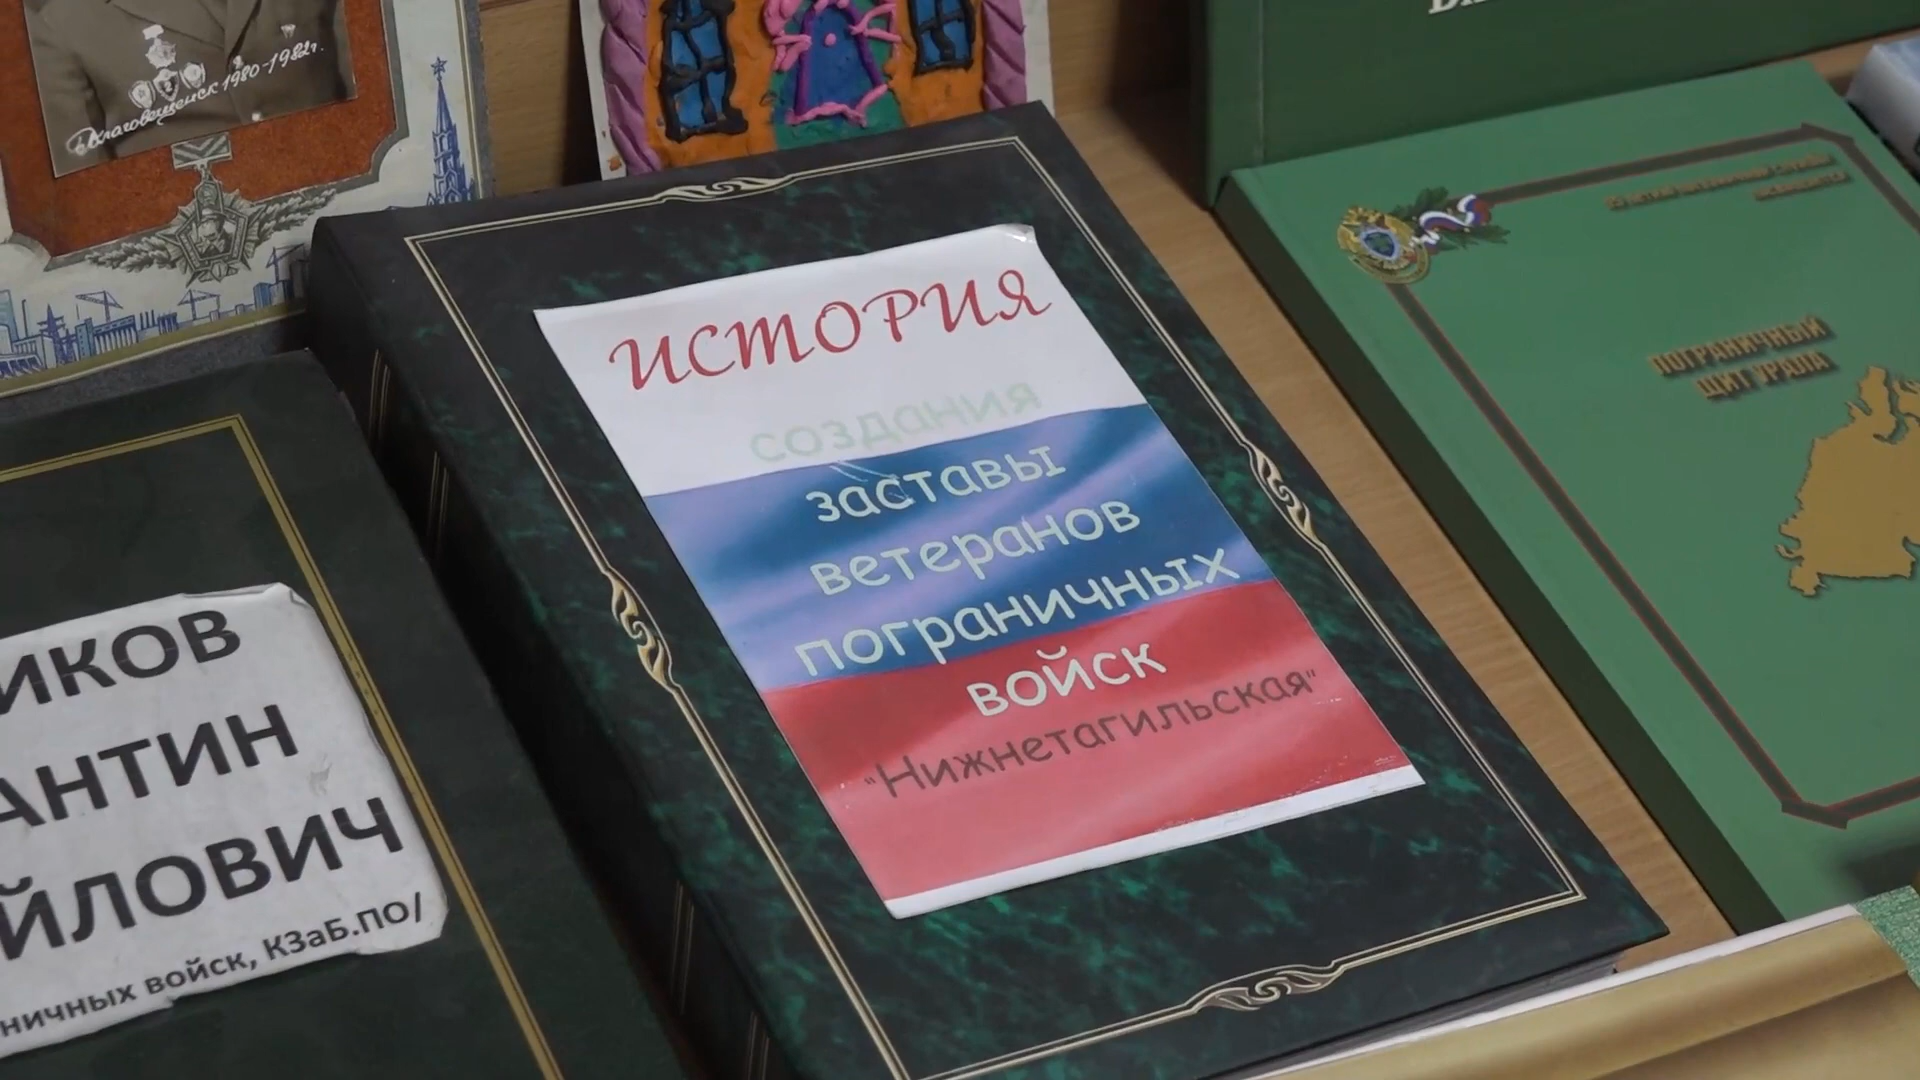 г. Благовещенск 1980-1982г.
ИСТОРИЯ
создания
заставы
ветеранов
пограничных
войск
"Нижнетагильская"
ИКОВ
АНТИН
ЙЛОВИЧ
ничных войск, КЗаБ.ПО/
ПОГРАНИЧНЫЙ
ЩИТ УРАЛА